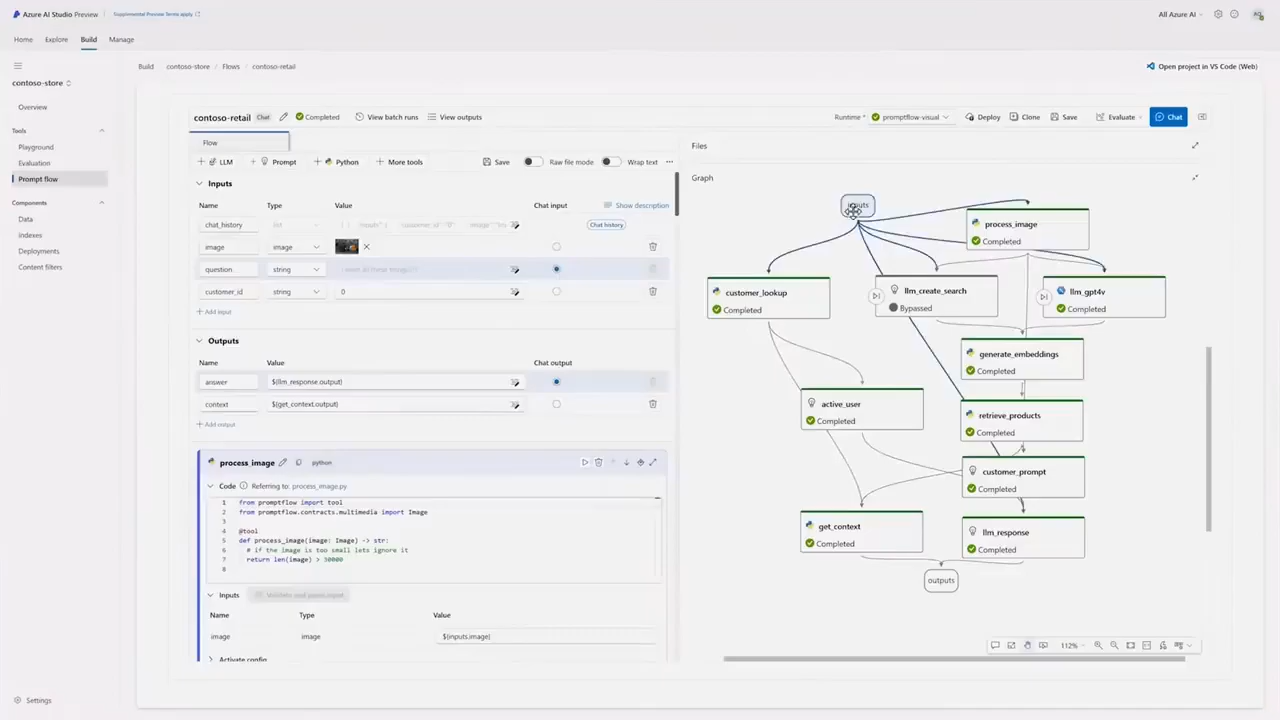 Azure AI Studio Preview
Supplemental Preview Terms apply
All Azure AI
Home Explore Build Manage
contoso-store
Overview
Tools
Playground
Evaluation
Prompt flow
Components
Data
Indexes
Deployments
Content filters
Settings
Build contoso-store / Flows / contoso-retail
Open project in VS Code (Web)
contoso-retail Chat Completed View batch runs View outputs
Runtime * promptflow-visual Deploy Clone Save Evaluate Chat
Flow
+ LLM + Prompt + Python + More tools Save Raw file mode Wrap text ...
Inputs
Name Type Value Chat input Show description
chat_history list Chat history
image image
question string
customer_id string 0
+ Add input
Outputs
Name Value Chat output
answer ${llm_response.output}
context ${get_context.output}
+ Add output
process_image python
Code Referring to: process_image.py
1 from promptflow import tool
2 from promptflow.contracts.multimedia import Image
3
4 @tool
5 def process_image(image: Image) -> str:
6 # if the image is too small lets ignore it
7 return len(image) > 30000
8
Inputs Validate and parse input
Name Type Value
image image ${inputs.image}
Activate config
Files
Graph
inputs
process_image
Completed
customer_lookup
Completed
llm_create_search
Bypassed
llm_gpt4v
Completed
generate_embeddings
Completed
active_user
Completed
retrieve_products
Completed
customer_prompt
Completed
get_context
Completed
llm_response
Completed
outputs
112%